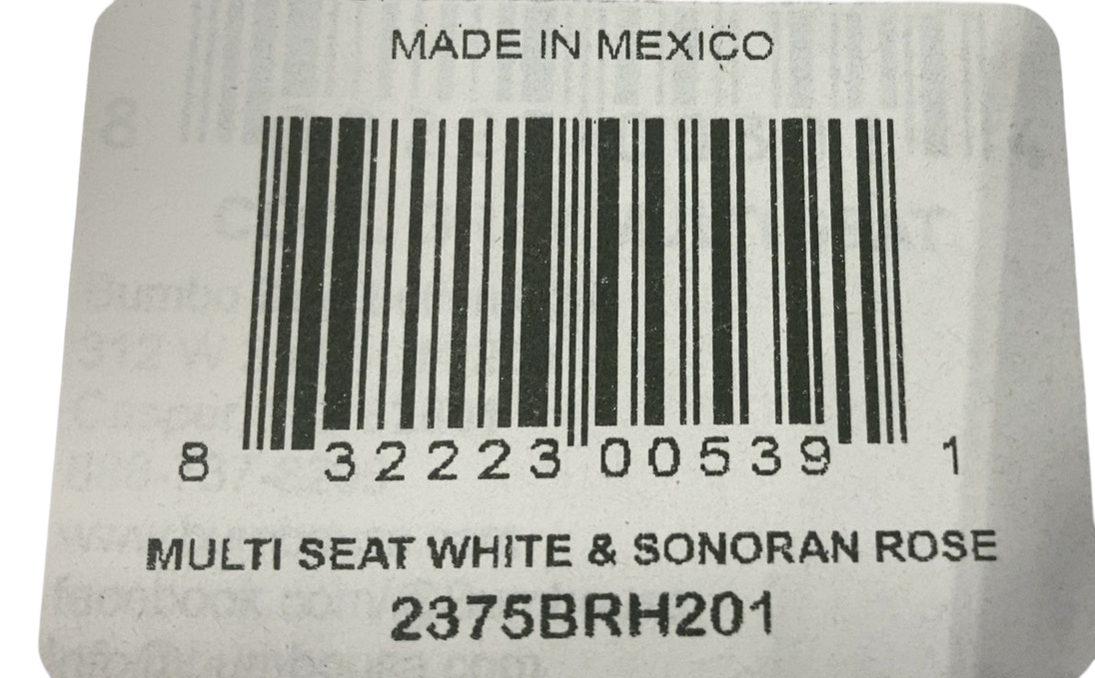 MADE IN MEXICO
8 32223 00539 1
MULTI SEAT WHITE & SONORAN ROSE
2375BRH201